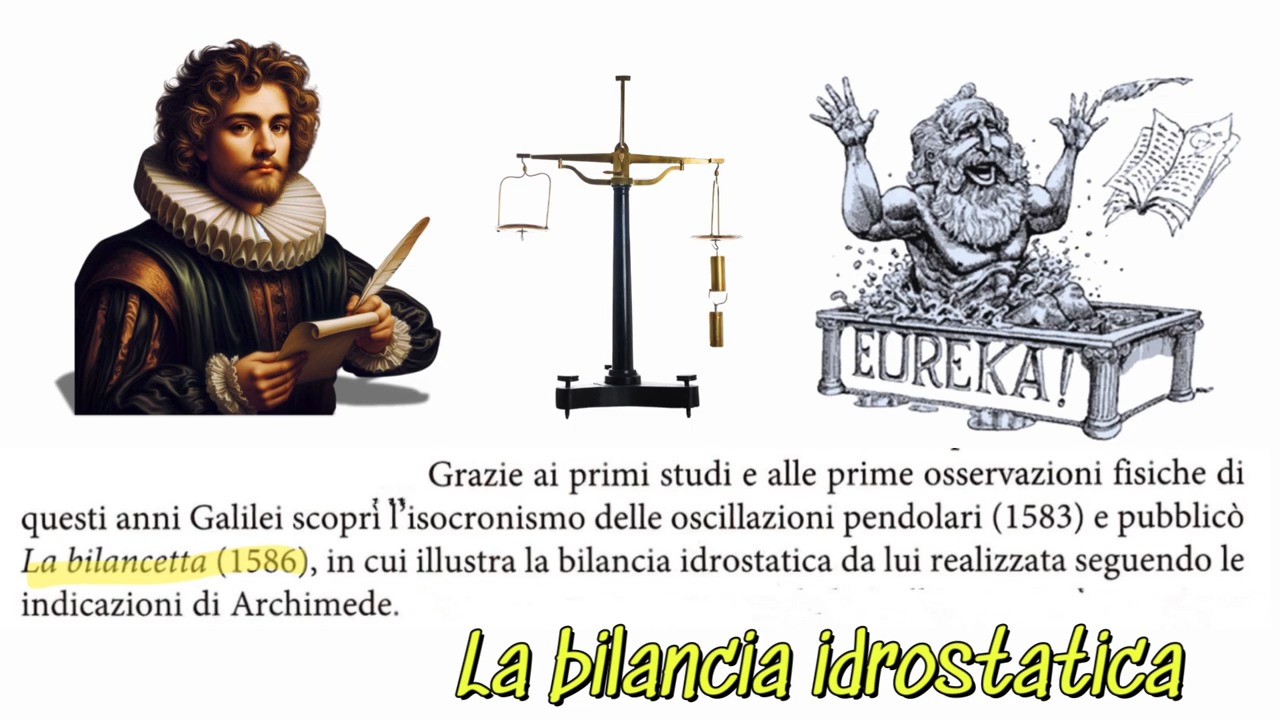 EUREKA!
Grazie ai primi studi e alle prime osservazioni fisiche di
questi anni Galilei scoprì l'isocronismo delle oscillazioni pendolari (1583) e pubblicò
La bilancetta (1586), in cui illustra la bilancia idrostatica da lui realizzata seguendo le
indicazioni di Archimede.
La bilancia idrostatica